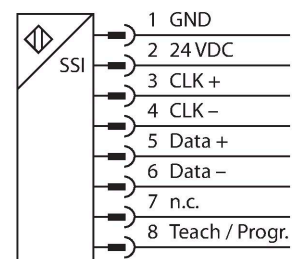 1 GND
2 24 VDC
SSI
3 CLK +
4 CLK –
5 Data +
6 Data –
7 n.c.
8 Teach / Progr.